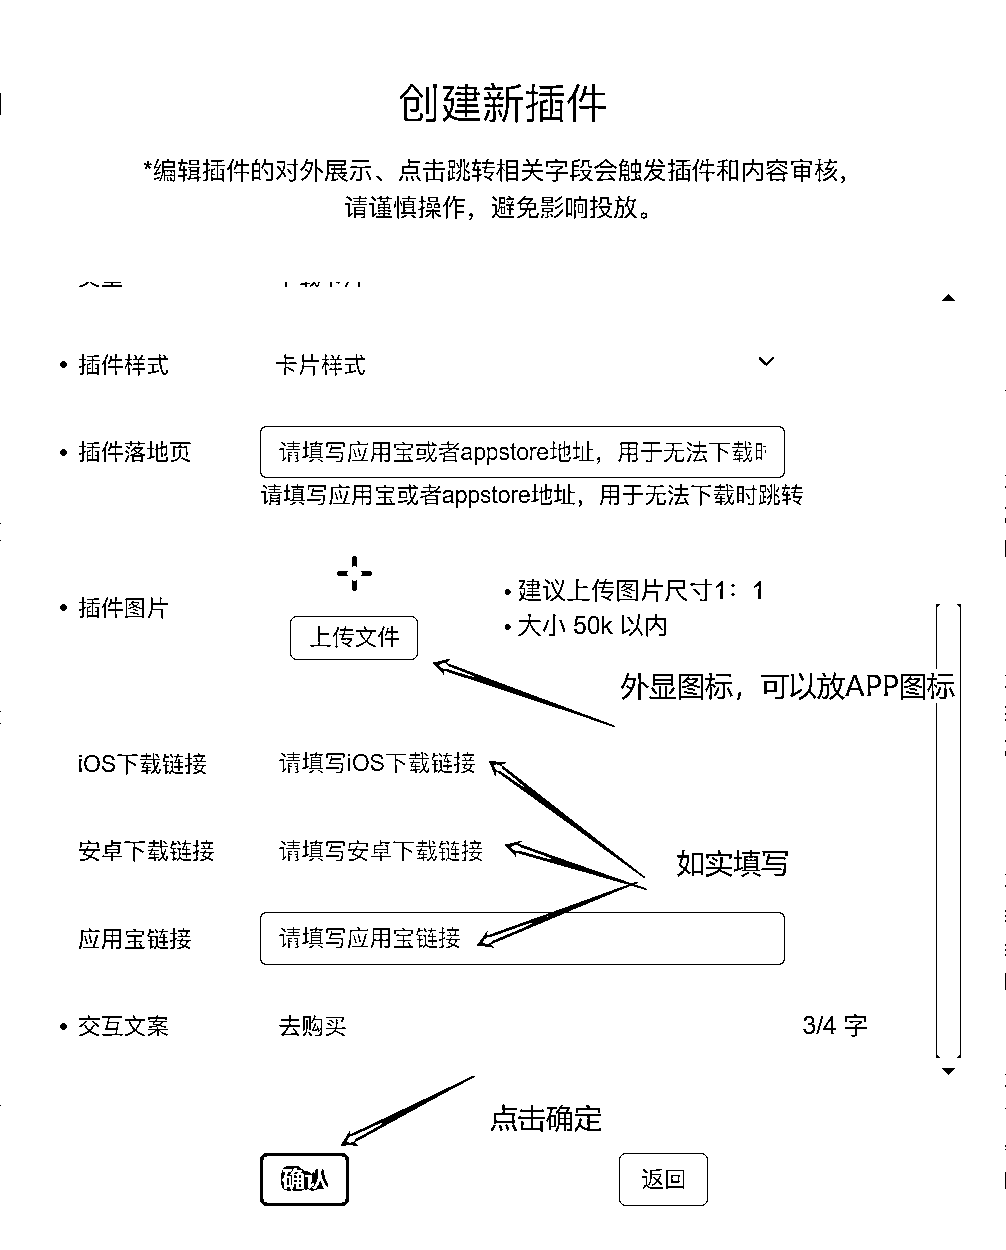 创建新插件
*编辑插件的对外展示、点击跳转相关字段会触发插件和内容审核，
请谨慎操作，避免影响投放。
• 插件样式 卡片样式
• 插件落地页 请填写应用宝或者appstore地址，用于无法下载时
请填写应用宝或者appstore地址，用于无法下载时跳转
• 插件图片 上传文件
• 建议上传图片尺寸1：1
• 大小 50k 以内
外显图标，可以放APP图标
iOS下载链接 请填写iOS下载链接
安卓下载链接 请填写安卓下载链接
如实填写
应用宝链接 请填写应用宝链接
• 交互文案 去购买 3/4 字
点击确定
确认 返回